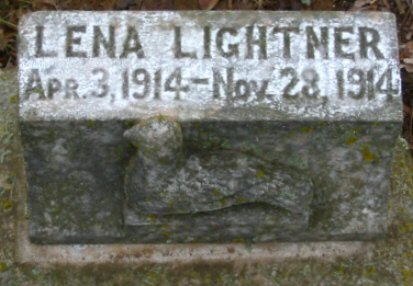 LENA LIGHTNER
APR. 3, 1914 – NOV. 28, 1914